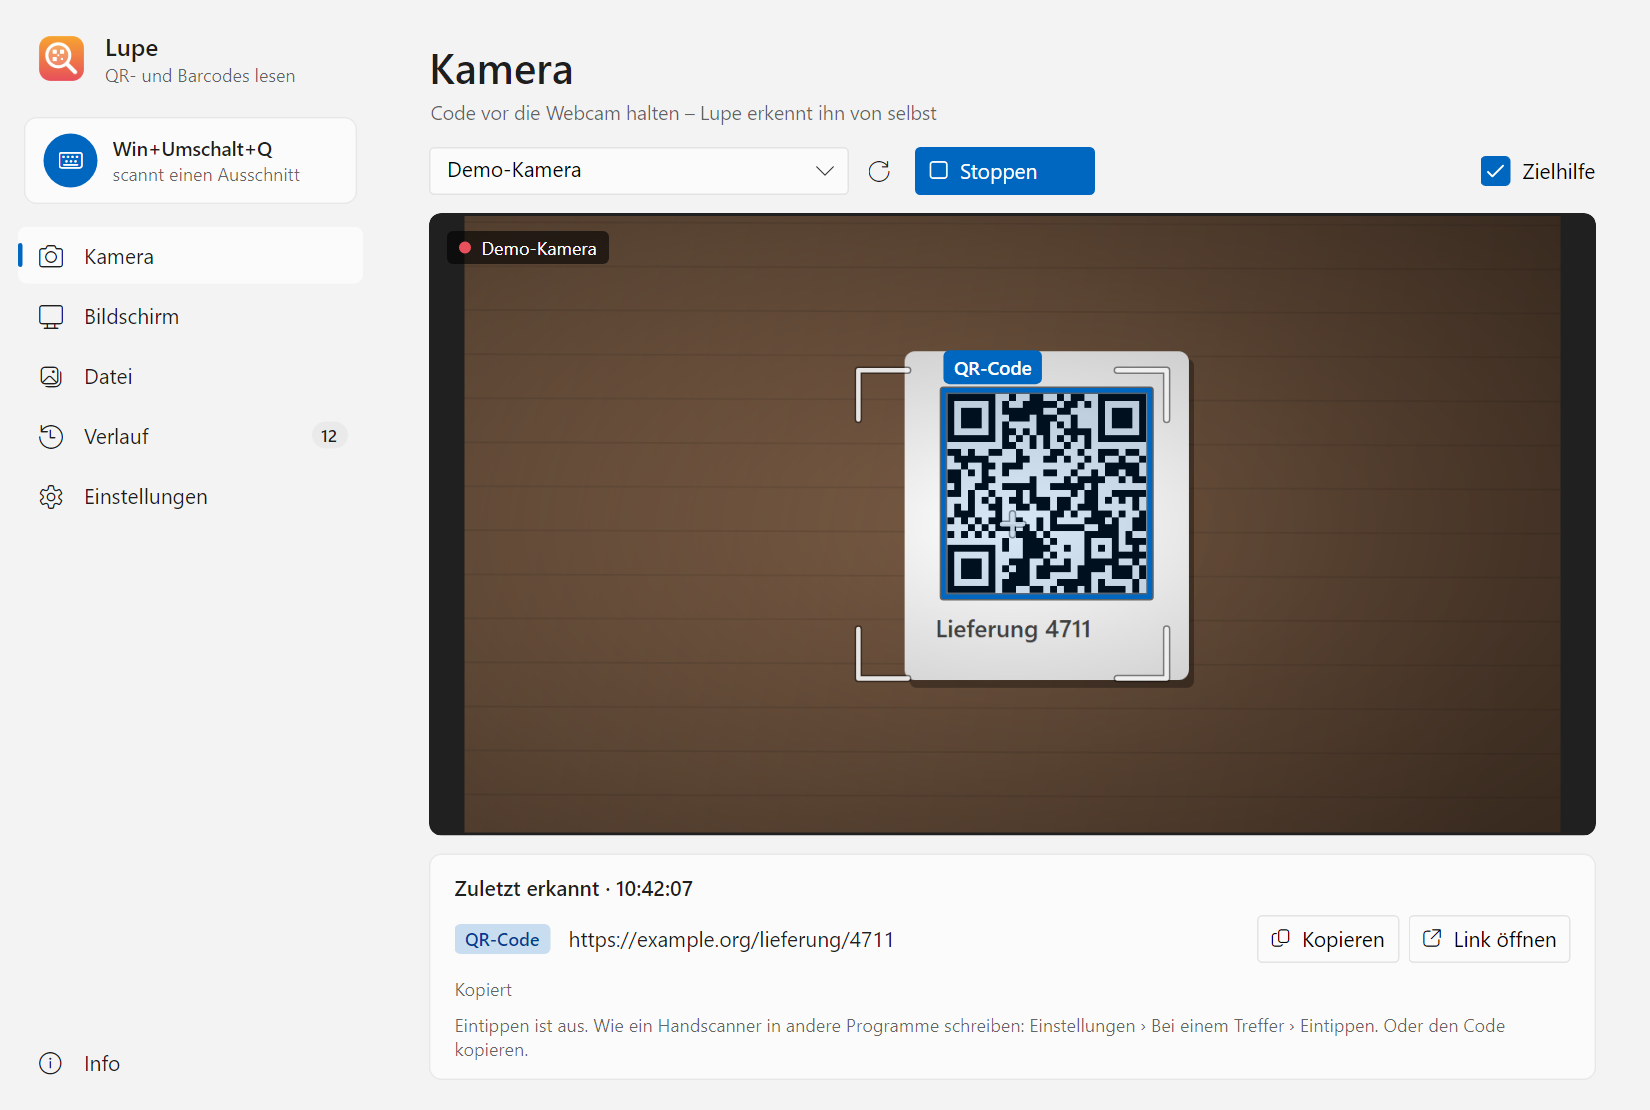 Lupe
QR- und Barcodes lesen
Win+Umschalt+Q
scannt einen Ausschnitt
Kamera
Bildschirm
Datei
Verlauf 12
Einstellungen
Info
Kamera
Code vor die Webcam halten – Lupe erkennt ihn von selbst
Demo-Kamera Stoppen Zielhilfe
Demo-Kamera
QR-Code
Lieferung 4711
Zuletzt erkannt · 10:42:07
QR-Code https://example.org/lieferung/4711 Kopieren Link öffnen
Kopiert
Eintippen ist aus. Wie ein Handscanner in andere Programme schreiben: Einstellungen › Bei einem Treffer › Eintippen. Oder den Code
kopieren.